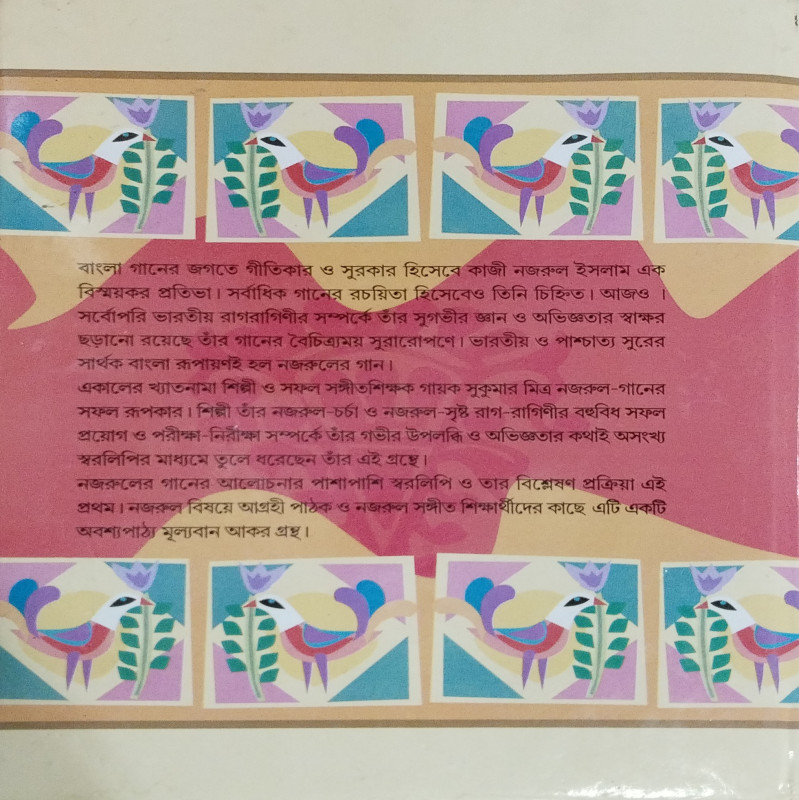 বাংলা গানের জগতে গীতিকার ও সুরকার হিসেবে কাজী নজরুল ইসলাম এক
বিস্ময়কর প্রতিভা। সর্বাধিক গানের রচয়িতা হিসেবেও তিনি চিহ্নিত। আজও।
সর্বোপরি ভারতীয় রাগরাগিণীর সম্পর্কে তাঁর সুগভীর জ্ঞান ও অভিজ্ঞতার স্বাক্ষর
ছড়ানো রয়েছে তাঁর গানের বৈচিত্র্যময় সুরারোপণে। ভারতীয় ও পাশ্চাত্য সুরের
সার্থক বাংলা রূপায়ণই হল নজরুলের গান।
একালের খ্যাতনামা শিল্পী ও সফল সঙ্গীতশিক্ষক গায়ক সুকুমার মিত্র নজরুল-গানের
সফল রূপকার। শিল্পী তাঁর নজরুল-চর্চা ও নজরুল-সৃষ্ট রাগ-রাগিণীর বহুবিধ সফল
প্রয়োগ ও পরীক্ষা-নিরীক্ষা সম্পর্কে তাঁর গভীর উপলব্ধি ও অভিজ্ঞতার কথাই অসংখ্য
স্বরলিপির মাধ্যমে তুলে ধরেছেন তাঁর এই গ্রন্থে।
নজরুলের গানের আলোচনার পাশাপাশি স্বরলিপি ও তার বিশ্লেষণ প্রক্রিয়া এই
প্রথম। নজরুল বিষয়ে আগ্রহী পাঠক ও নজরুল সঙ্গীত শিক্ষার্থীদের কাছে এটি একটি
অবশ্যপাঠ্য মূল্যবান আকর গ্রন্থ।